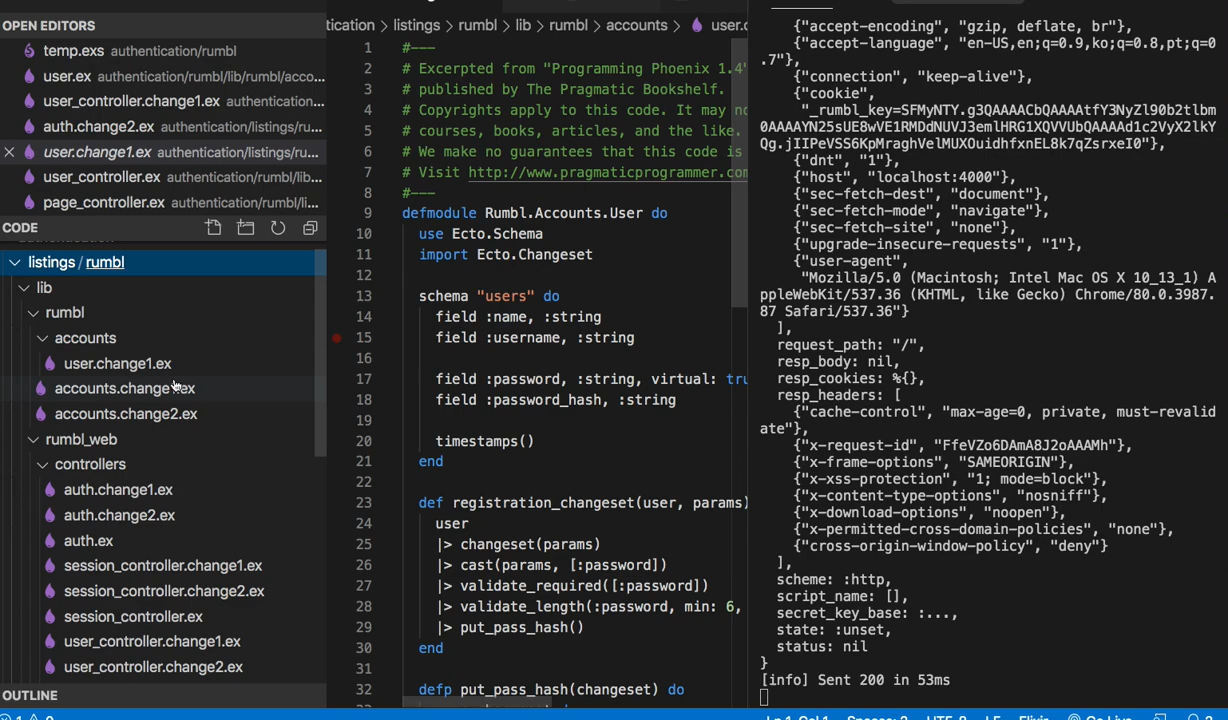 OPEN EDITORS
temp.exs authentication/rumbl
user.ex authentication/rumbl/lib/rumbl/acco...
user_controller.change1.ex authentication...
auth.change2.ex authentication/listings/ru...
user.change1.ex authentication/listings/ru...
user_controller.ex authentication/rumbl/lib...
page_controller.ex authentication/rumbl/li...
CODE
listings / rumbl
lib
rumbl
accounts
user.change1.ex
accounts.change1.ex
accounts.change2.ex
rumbl_web
controllers
auth.change1.ex
auth.change2.ex
auth.ex
session_controller.change1.ex
session_controller.change2.ex
session_controller.ex
user_controller.change1.ex
user_controller.change2.ex
OUTLINE
tication > listings > rumbl > lib > rumbl > accounts > user.c
1 #---
2 # Excerpted from "Programming Phoenix 1.4"
3 # published by The Pragmatic Bookshelf.
4 # Copyrights apply to this code. It may no
5 # courses, books, articles, and the like.
6 # We make no guarantees that this code is
7 # Visit http://www.pragmaticprogrammer.com
8 #---
9 defmodule Rumbl.Accounts.User do
10 use Ecto.Schema
11 import Ecto.Changeset
12
13 schema "users" do
14 field :name, :string
15 field :username, :string
16
17 field :password, :string, virtual: tru
18 field :password_hash, :string
19
20 timestamps()
21 end
22
23 def registration_changeset(user, params)
24 user
25 |> changeset(params)
26 |> cast(params, [:password])
27 |> validate_required([:password])
28 |> validate_length(:password, min: 6,
29 |> put_pass_hash()
30 end
31
32 defp put_pass_hash(changeset) do
{"accept-encoding", "gzip, deflate, br"},
{"accept-language", "en-US,en;q=0.9,ko;q=0.8,pt;q=0
.7"},
{"connection", "keep-alive"},
{"cookie",
"_rumbl_key=SFMyNTY.g3QAAAACbQAAAAtfY3NyZl90b2tlbm
0AAAAYN25sUE8wVE1RMDdNUVJ3emlHRG1XQVVUbQAAAAd1c2VyX2lkY
Qg.jIIPeVSS6KpMraghVelMUXOuidhfxnEL8k7qZsrxeI0"},
{"dnt", "1"},
{"host", "localhost:4000"},
{"sec-fetch-dest", "document"},
{"sec-fetch-mode", "navigate"},
{"sec-fetch-site", "none"},
{"upgrade-insecure-requests", "1"},
{"user-agent",
"Mozilla/5.0 (Macintosh; Intel Mac OS X 10_13_1) A
ppleWebKit/537.36 (KHTML, like Gecko) Chrome/80.0.3987.
87 Safari/537.36"}
],
request_path: "/",
resp_body: nil,
resp_cookies: %{},
resp_headers: [
{"cache-control", "max-age=0, private, must-revalid
ate"},
{"x-request-id", "FfeVZo6DAmA8J2oAAAMh"},
{"x-frame-options", "SAMEORIGIN"},
{"x-xss-protection", "1; mode=block"},
{"x-content-type-options", "nosniff"},
{"x-download-options", "noopen"},
{"x-permitted-cross-domain-policies", "none"},
{"cross-origin-window-policy", "deny"}
],
scheme: :http,
script_name: [],
secret_key_base: :...,
state: :unset,
status: nil
}
[info] Sent 200 in 53ms